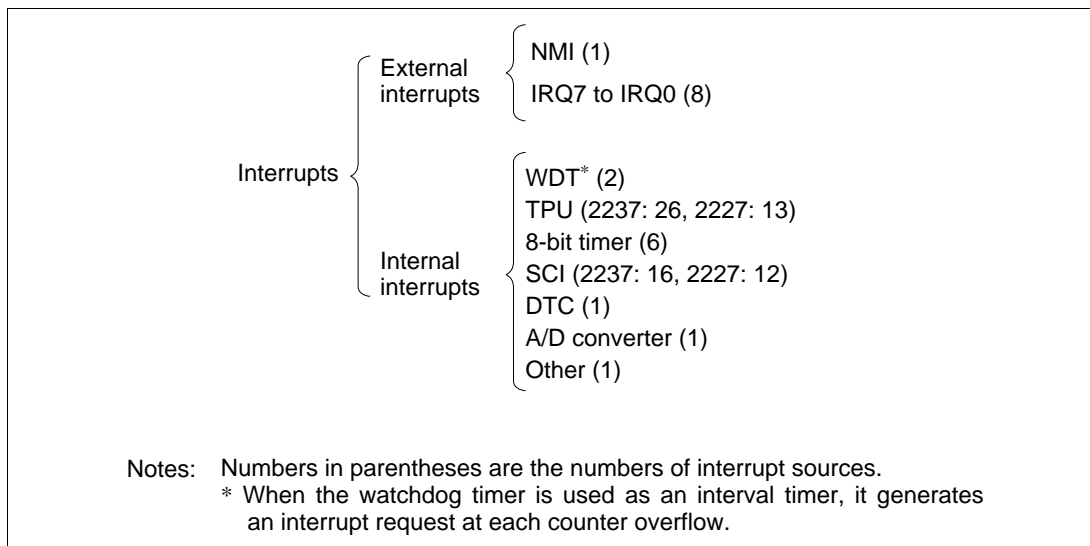 External
interrupts
NMI (1)
IRQ7 to IRQ0 (8)
Interrupts
Internal
interrupts
WDT* (2)
TPU (2237: 26, 2227: 13)
8-bit timer (6)
SCI (2237: 16, 2227: 12)
DTC (1)
A/D converter (1)
Other (1)
Notes: Numbers in parentheses are the numbers of interrupt sources.
* When the watchdog timer is used as an interval timer, it generates
an interrupt request at each counter overflow.